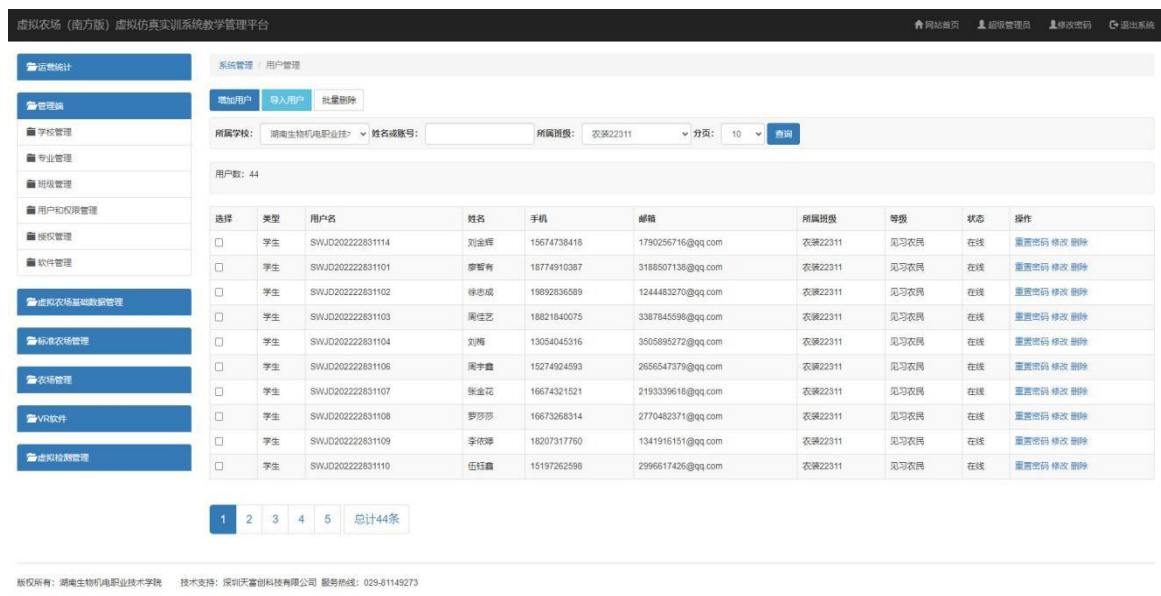 虚拟农场（南方版）虚拟仿真实训系统教学管理平台 网站首页 超级管理员 修改密码 退出系统
运营统计
系统管理 / 用户管理
管理端
增加用户 导入用户 批量删除
学校管理
所属学校： 湖南生物机电职业技 姓名或账号： 所属班级： 农装22311 分页： 10 查询
专业管理
用户数：44
班级管理
用户和权限管理
授权管理
软件管理
虚拟农场基础数据管理
标准农场管理
农场管理
VR软件
虚拟检测管理
选择 类型 用户名 姓名 手机 邮箱 所属班级 等级 状态 操作
学生 SWJD202222831114 刘金辉 15674738418 1790256716@qq.com 农装22311 见习农民 在线 重置密码 修改 删除
学生 SWJD202222831101 廖智有 18774910387 3188507138@qq.com 农装22311 见习农民 在线 重置密码 修改 删除
学生 SWJD202222831102 徐志成 19892836589 1244483270@qq.com 农装22311 见习农民 在线 重置密码 修改 删除
学生 SWJD202222831103 周佳艺 18821840075 3387845598@qq.com 农装22311 见习农民 在线 重置密码 修改 删除
学生 SWJD202222831104 刘梅 13054045316 3505895272@qq.com 农装22311 见习农民 在线 重置密码 修改 删除
学生 SWJD202222831106 周宇鑫 15274924593 2656547379@qq.com 农装22311 见习农民 在线 重置密码 修改 删除
学生 SWJD202222831107 张金花 16674321521 2193339618@qq.com 农装22311 见习农民 在线 重置密码 修改 删除
学生 SWJD202222831108 罗莎莎 16673268314 2770482371@qq.com 农装22311 见习农民 在线 重置密码 修改 删除
学生 SWJD202222831109 李依婷 18207317760 1341916151@qq.com 农装22311 见习农民 在线 重置密码 修改 删除
学生 SWJD202222831110 伍钰鑫 15197262598 2996617426@qq.com 农装22311 见习农民 在线 重置密码 修改 删除
1 2 3 4 5 总计44条
版权所有：湖南生物机电职业技术学院 技术支持：深圳天富创科技有限公司 服务热线：029-81149273